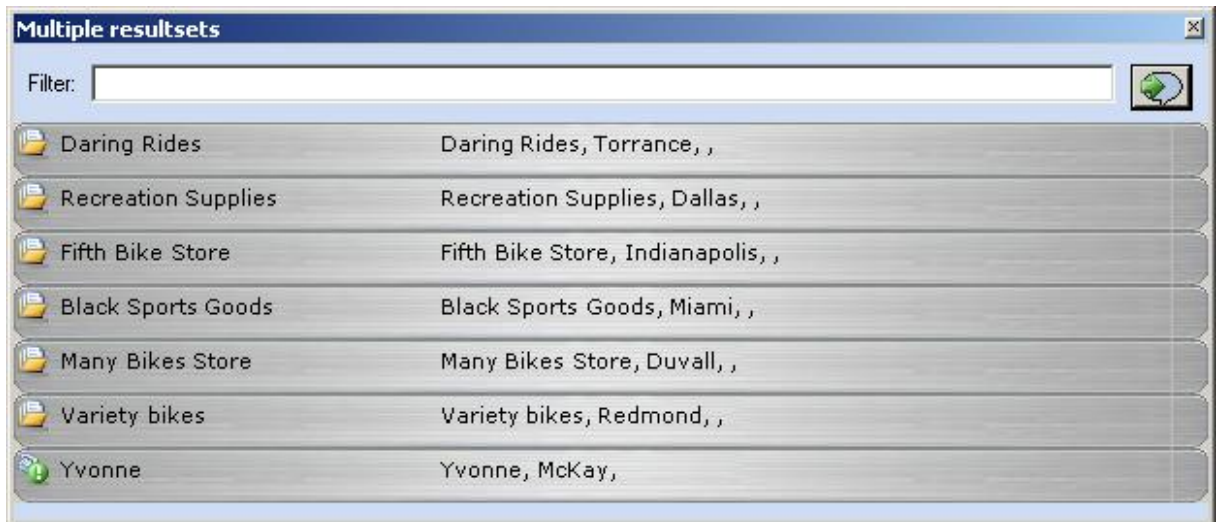 Multiple resultsets
Filter:
Daring Rides Daring Rides, Torrance, ,
Recreation Supplies Recreation Supplies, Dallas, ,
Fifth Bike Store Fifth Bike Store, Indianapolis, ,
Black Sports Goods Black Sports Goods, Miami, ,
Many Bikes Store Many Bikes Store, Duvall, ,
Variety bikes Variety bikes, Redmond, ,
Yvonne Yvonne, McKay,